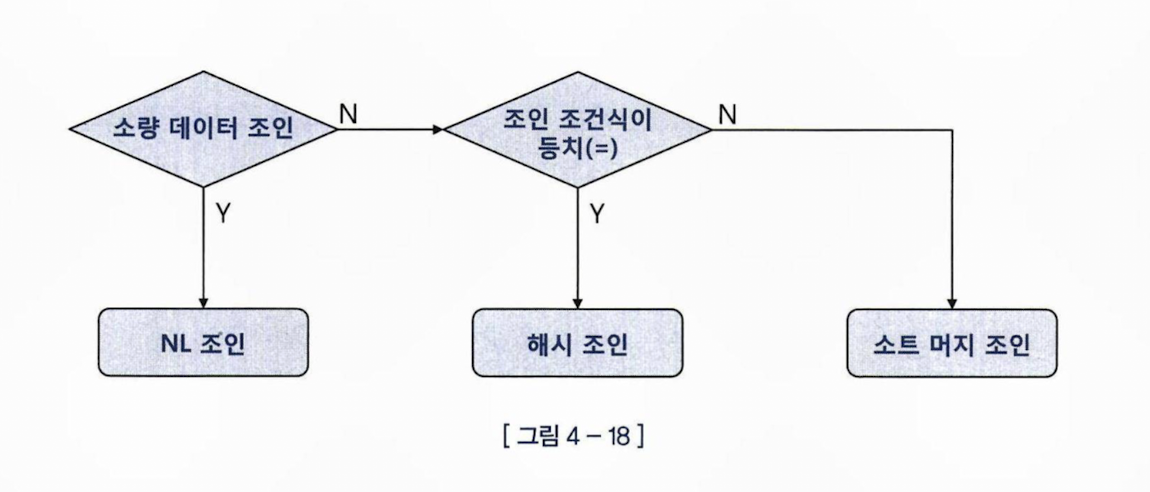 소량 데이터 조인
N
조인 조건식이
등치(=)
N
Y
Y
NL 조인
해시 조인
소트 머지 조인
[ 그림 4 – 18 ]